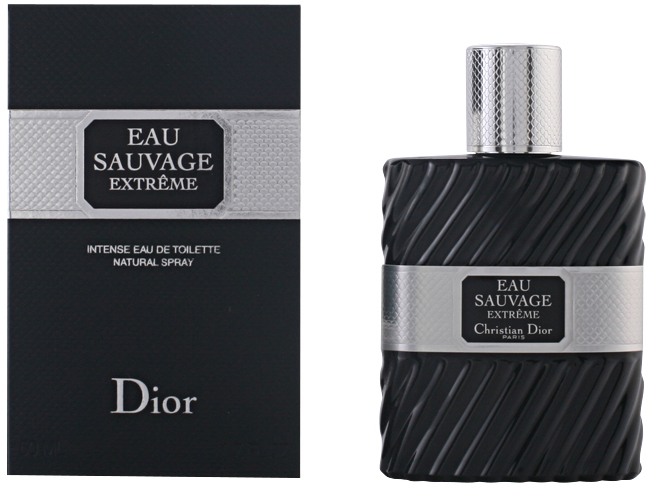 EAU
SAUVAGE
EXTRÊME
INTENSE EAU DE TOILETTE
NATURAL SPRAY
Dior
EAU
SAUVAGE
EXTRÊME
Christian Dior
PARIS